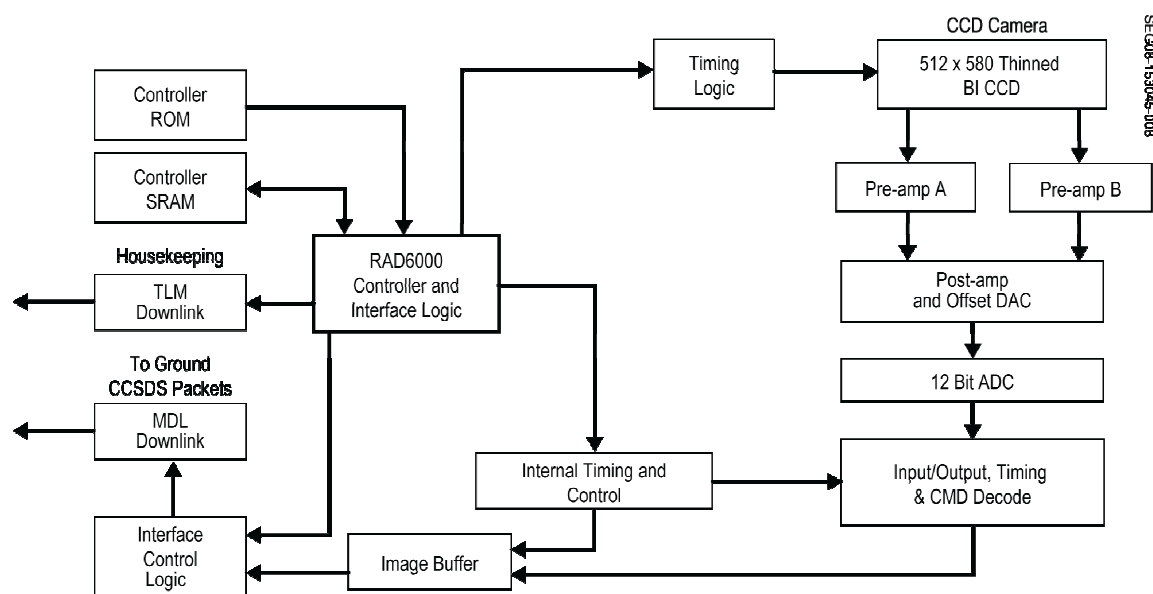 CCD Camera
512 x 580 Thinned
BI CCD
Timing
Logic
Controller
ROM
Controller
SRAM
Pre-amp A
Pre-amp B
Housekeeping
TLM
Downlink
RAD6000
Controller and
Interface Logic
Post-amp
and Offset DAC
To Ground
CCSDS Packets
12 Bit ADC
MDL
Downlink
Internal Timing and
Control
Input/Output, Timing
& CMD Decode
Interface
Control
Logic
Image Buffer